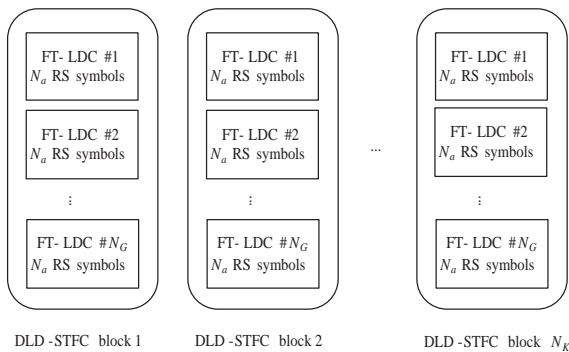 FT- LDC #1
N_a RS symbols
FT- LDC #2
N_a RS symbols
⋮
FT- LDC #N_G
N_a RS symbols
DLD -STFC block 1
FT- LDC #1
N_a RS symbols
FT- LDC #2
N_a RS symbols
⋮
FT- LDC #N_G
N_a RS symbols
DLD -STFC block 2
...
FT- LDC #1
N_a RS symbols
FT- LDC #2
N_a RS symbols
⋮
FT- LDC #N_G
N_a RS symbols
DLD -STFC block N_K